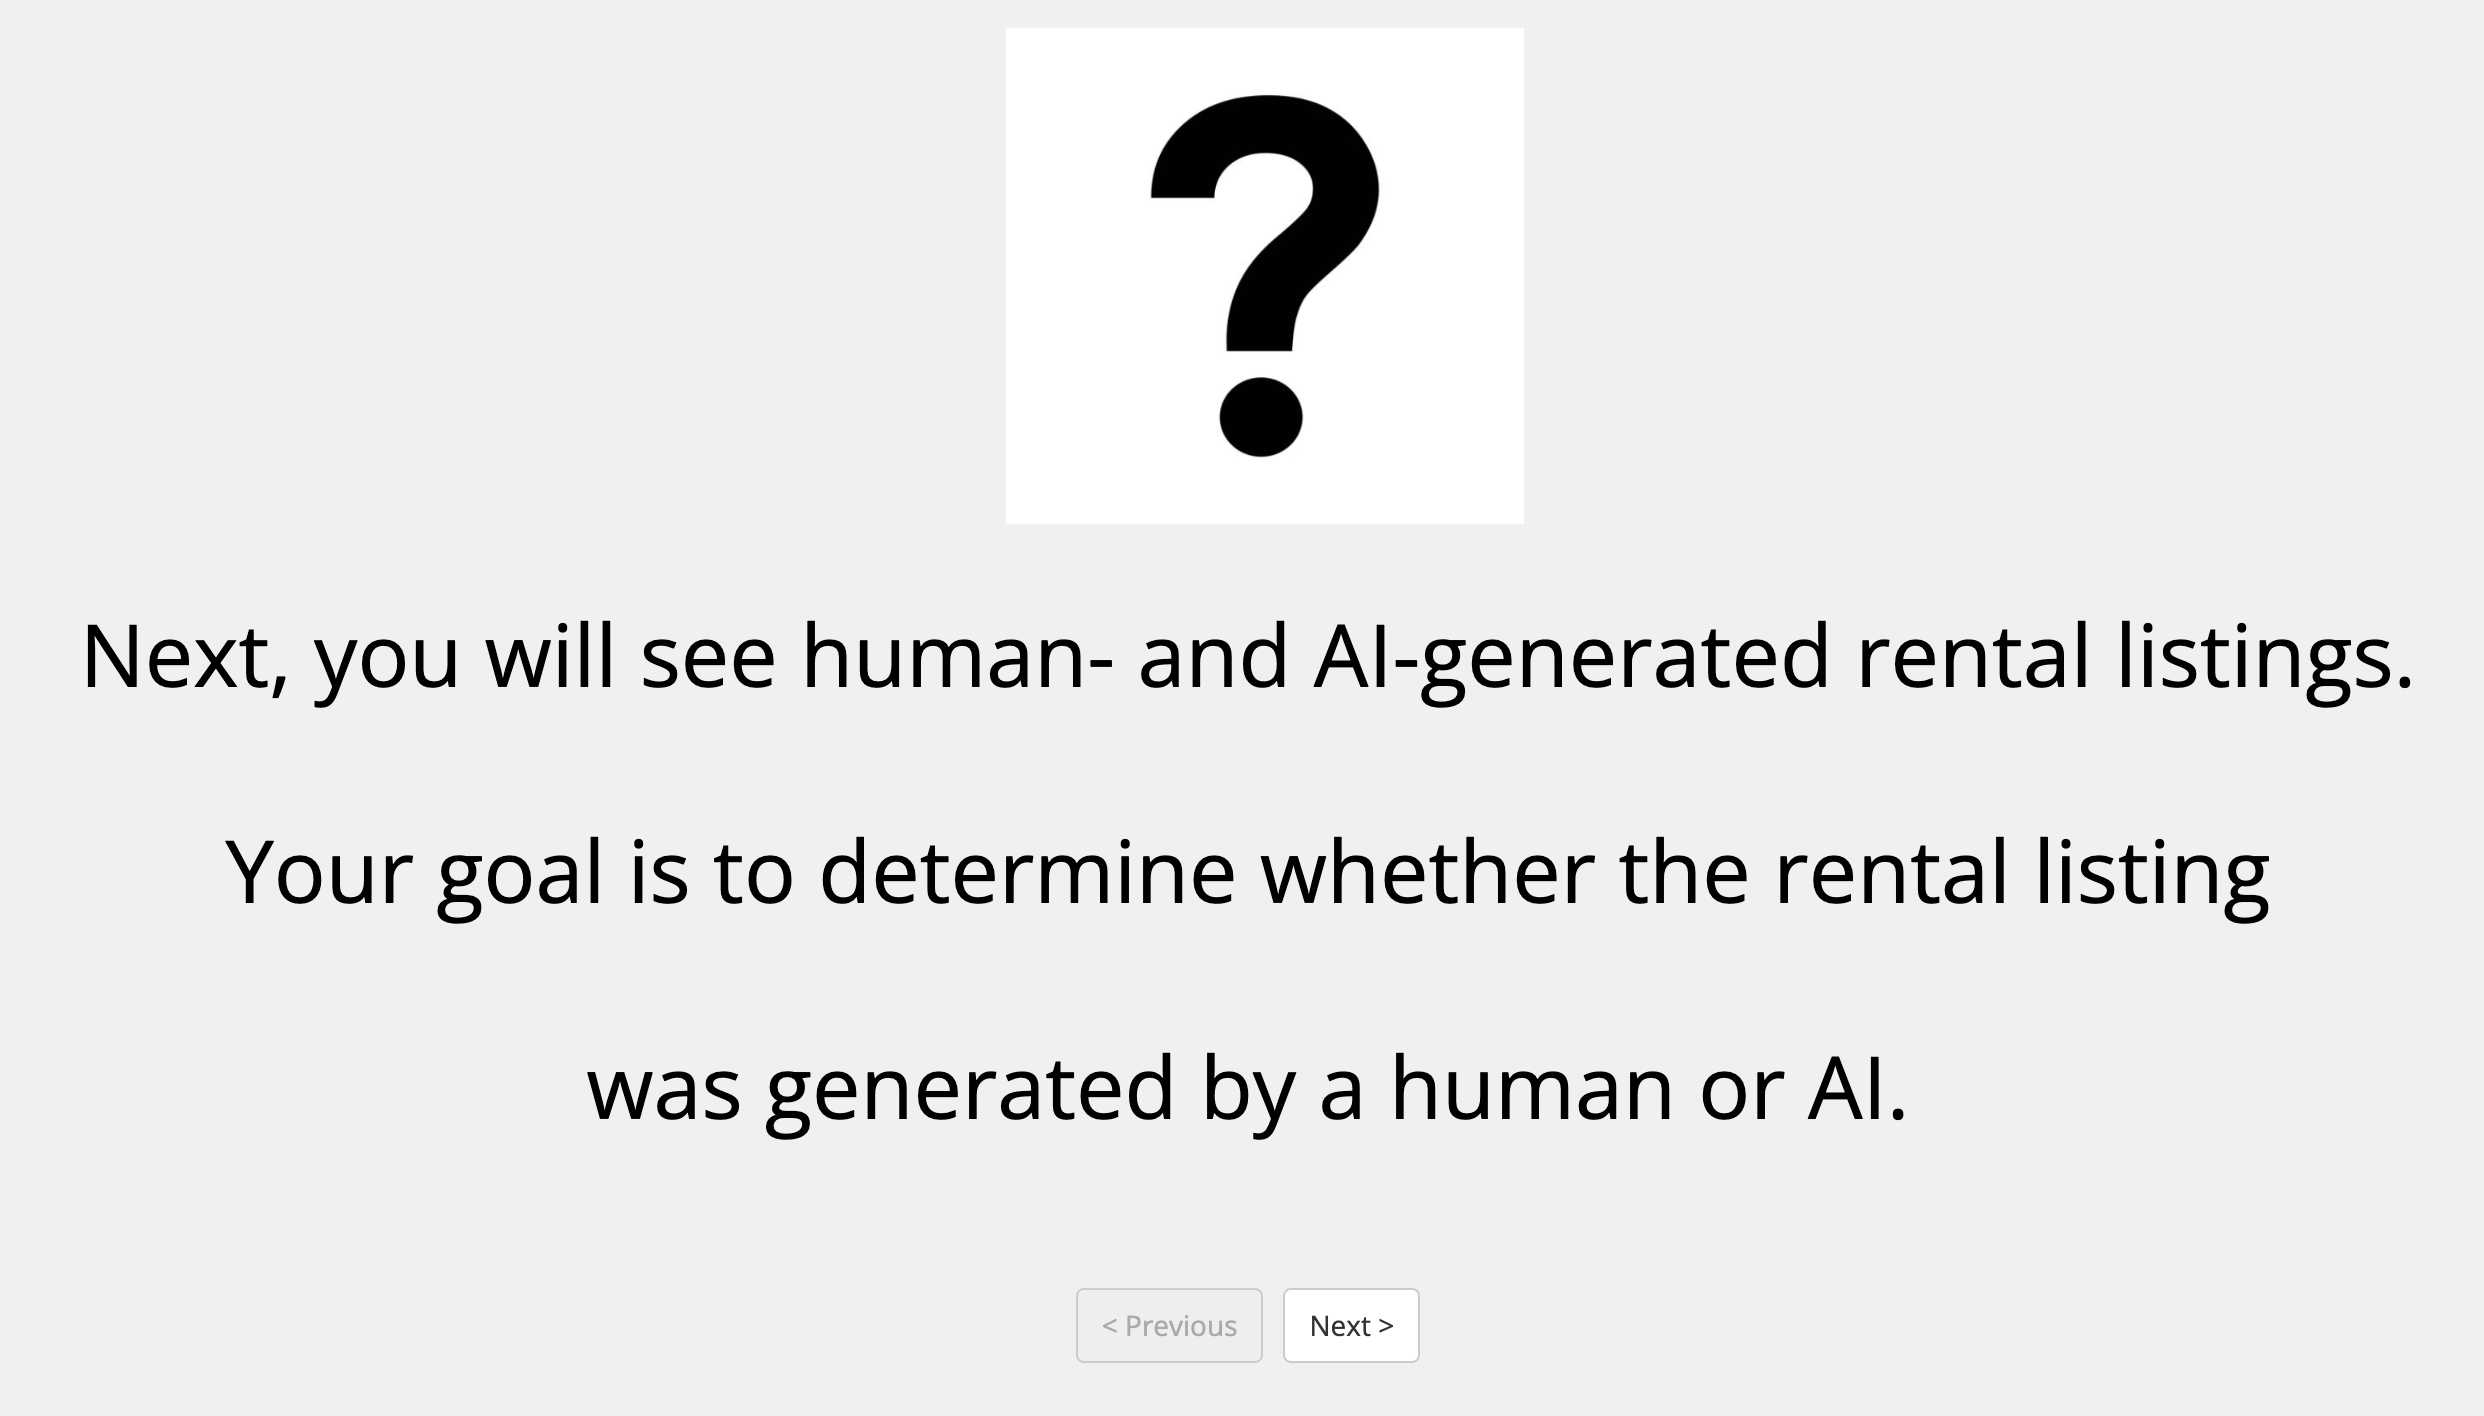 ?
Next, you will see human- and AI-generated rental listings.
Your goal is to determine whether the rental listing
was generated by a human or AI.
< Previous
Next >